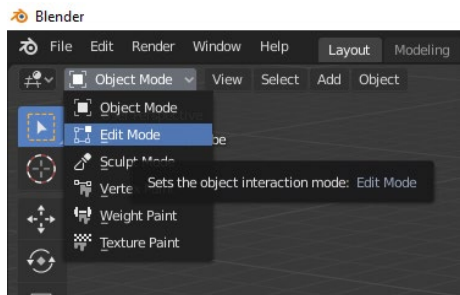 Blender
File Edit Render Window Help Layout Modeling
Object Mode View Select Add Object
Object Mode
Edit Mode
Sculpt Mode
Sets the object interaction mode: Edit Mode
Weight Paint
Texture Paint